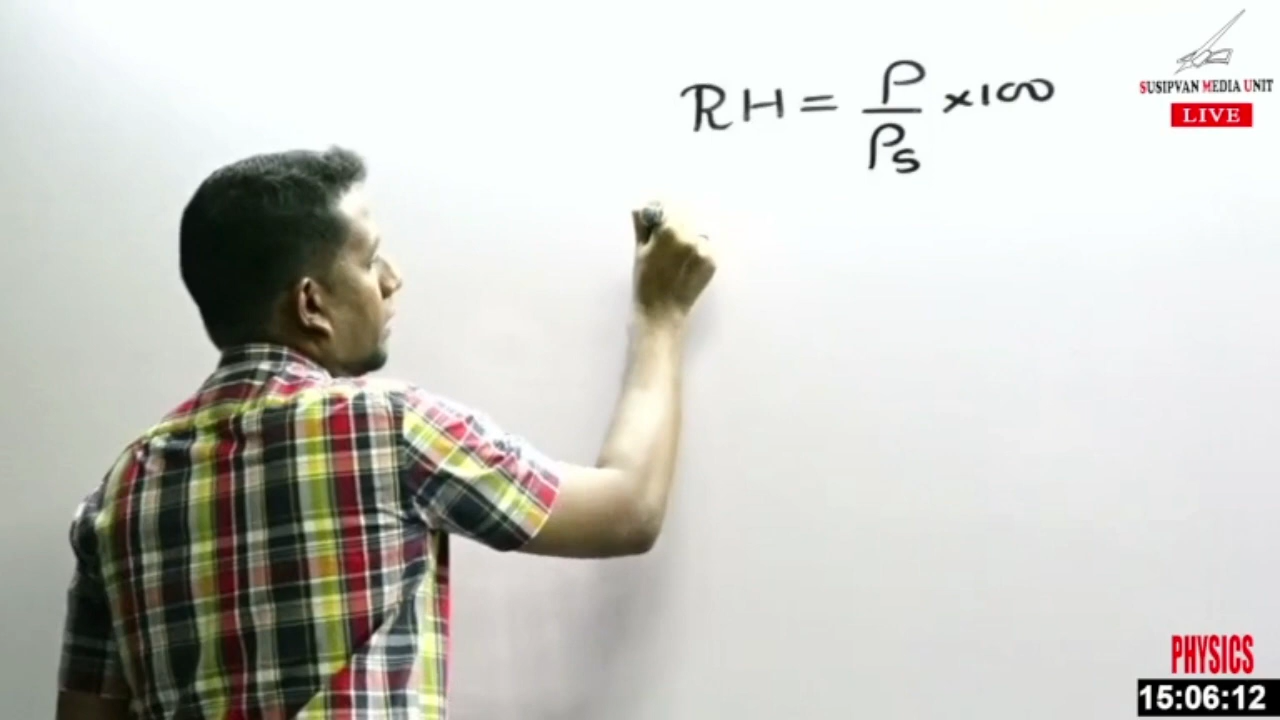 RH = P/Ps ×100
SUSIPVAN MEDIA UNIT
LIVE
PHYSICS
15:06:12